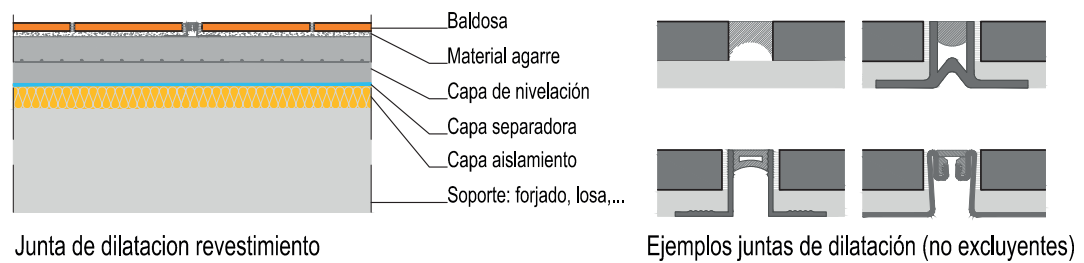 Baldosa
Material agarre
Capa de nivelación
Capa separadora
Capa aislamiento
Soporte: forjado, losa,...
Junta de dilatacion revestimiento
Ejemplos juntas de dilatación (no excluyentes)